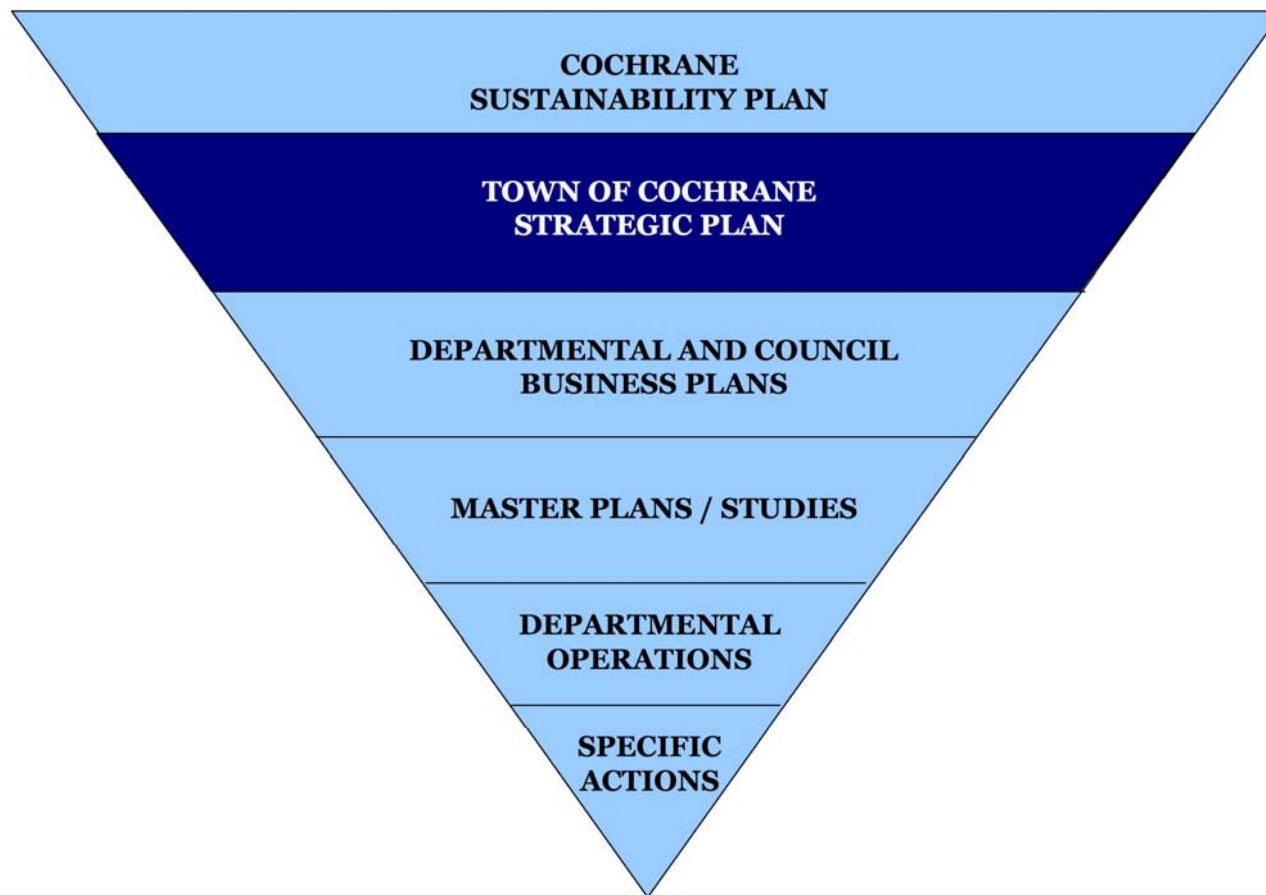 COCHRANE
SUSTAINABILITY PLAN
TOWN OF COCHRANE
STRATEGIC PLAN
DEPARTMENTAL AND COUNCIL
BUSINESS PLANS
MASTER PLANS / STUDIES
DEPARTMENTAL
OPERATIONS
SPECIFIC
ACTIONS